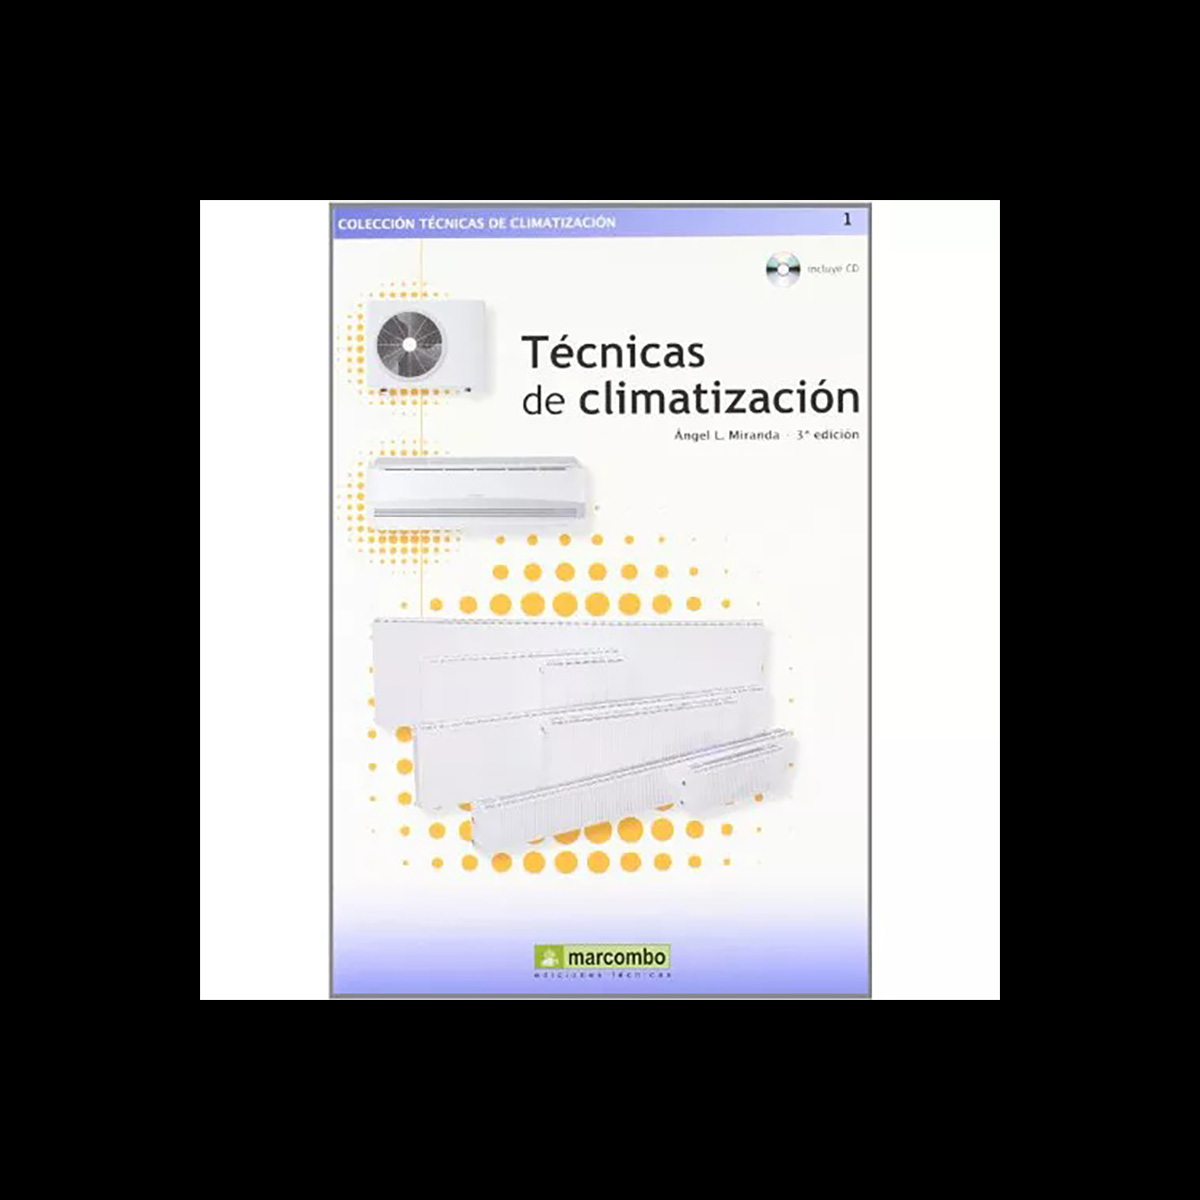 COLECCIÓN TÉCNICAS DE CLIMATIZACIÓN
1
incluye CD
Técnicas
de climatización
Ángel L. Miranda · 3ª edición
marcombo
ediciones técnicas